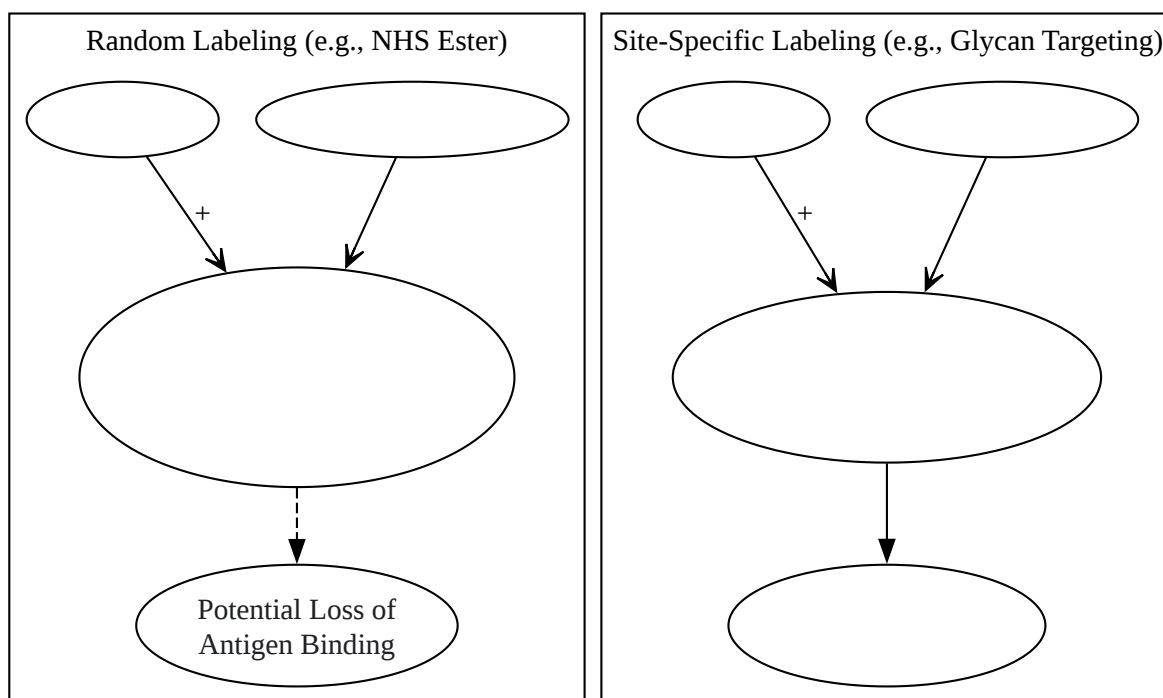 Random Labeling (e.g., NHS Ester)
+
Potential Loss of
Antigen Binding
Site-Specific Labeling (e.g., Glycan Targeting)
+